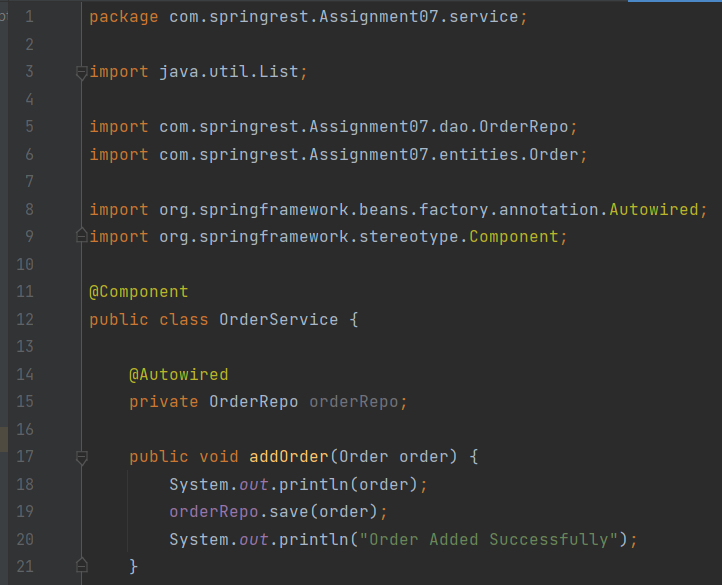 1 package com.springrest.Assignment07.service;
2
3 import java.util.List;
4
5 import com.springrest.Assignment07.dao.OrderRepo;
6 import com.springrest.Assignment07.entities.Order;
7
8 import org.springframework.beans.factory.annotation.Autowired;
9 import org.springframework.stereotype.Component;
10
11 @Component
12 public class OrderService {
13
14     @Autowired
15     private OrderRepo orderRepo;
16
17     public void addOrder(Order order) {
18         System.out.println(order);
19         orderRepo.save(order);
20         System.out.println("Order Added Successfully");
21     }